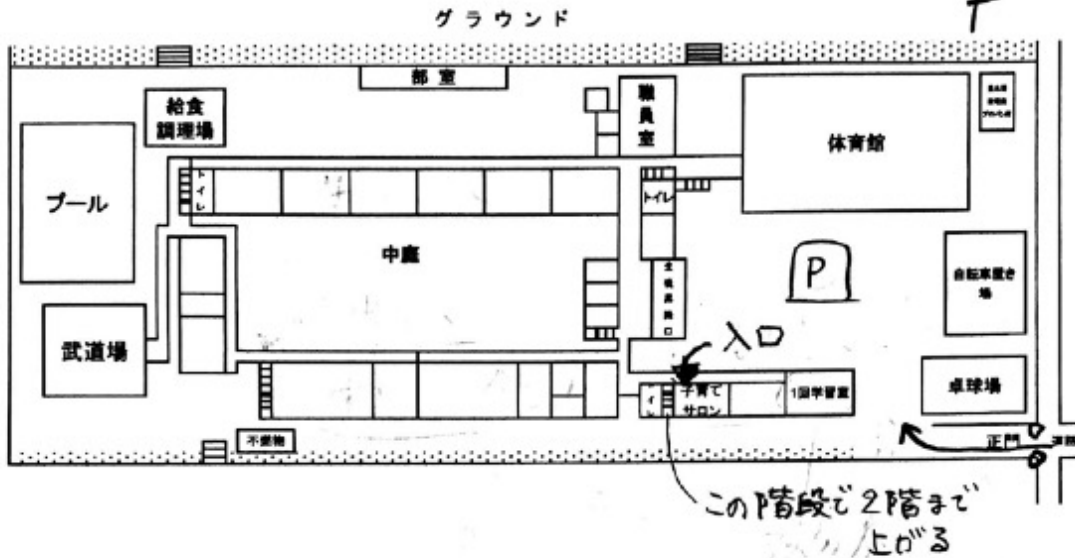 グラウンド
部室
給食
調理場
職
員
室
体育館
プール
トイレ
トイレ
中庭
P
自転車置き
場
武道場
入口
子育て
サロン
1回学習室
卓球場
不燃物
正門
この階段で2階まで
上がる